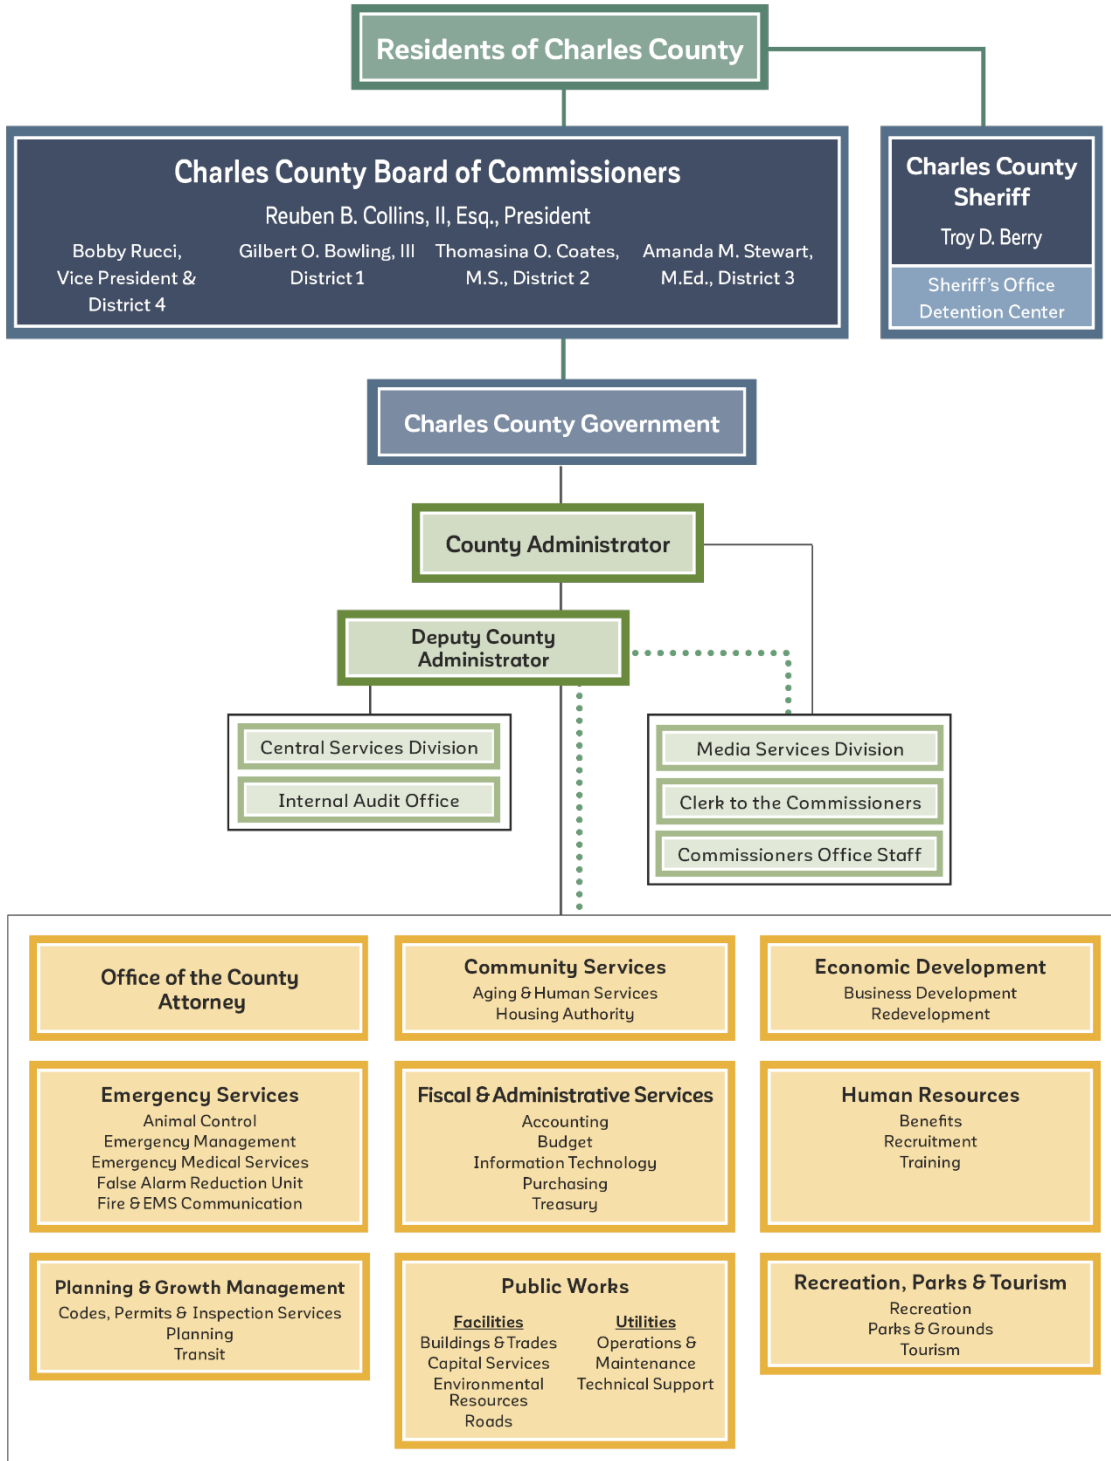 Residents of Charles County
Charles County Board of Commissioners
Reuben B. Collins, II, Esq., President
Bobby Rucci,
Vice President &
District 4
Gilbert O. Bowling, III
District 1
Thomasina O. Coates,
M.S., District 2
Amanda M. Stewart,
M.Ed., District 3
Charles County
Sheriff
Troy D. Berry
Sheriff's Office
Detention Center
Charles County Government
County Administrator
Deputy County
Administrator
Central Services Division
Internal Audit Office
Media Services Division
Clerk to the Commissioners
Commissioners Office Staff
Office of the County
Attorney
Community Services
Aging & Human Services
Housing Authority
Economic Development
Business Development
Redevelopment
Emergency Services
Animal Control
Emergency Management
Emergency Medical Services
False Alarm Reduction Unit
Fire & EMS Communication
Fiscal & Administrative Services
Accounting
Budget
Information Technology
Purchasing
Treasury
Human Resources
Benefits
Recruitment
Training
Planning & Growth Management
Codes, Permits & Inspection Services
Planning
Transit
Public Works
Facilities
Buildings & Trades
Capital Services
Environmental
Resources
Roads
Utilities
Operations &
Maintenance
Technical Support
Recreation, Parks & Tourism
Recreation
Parks & Grounds
Tourism